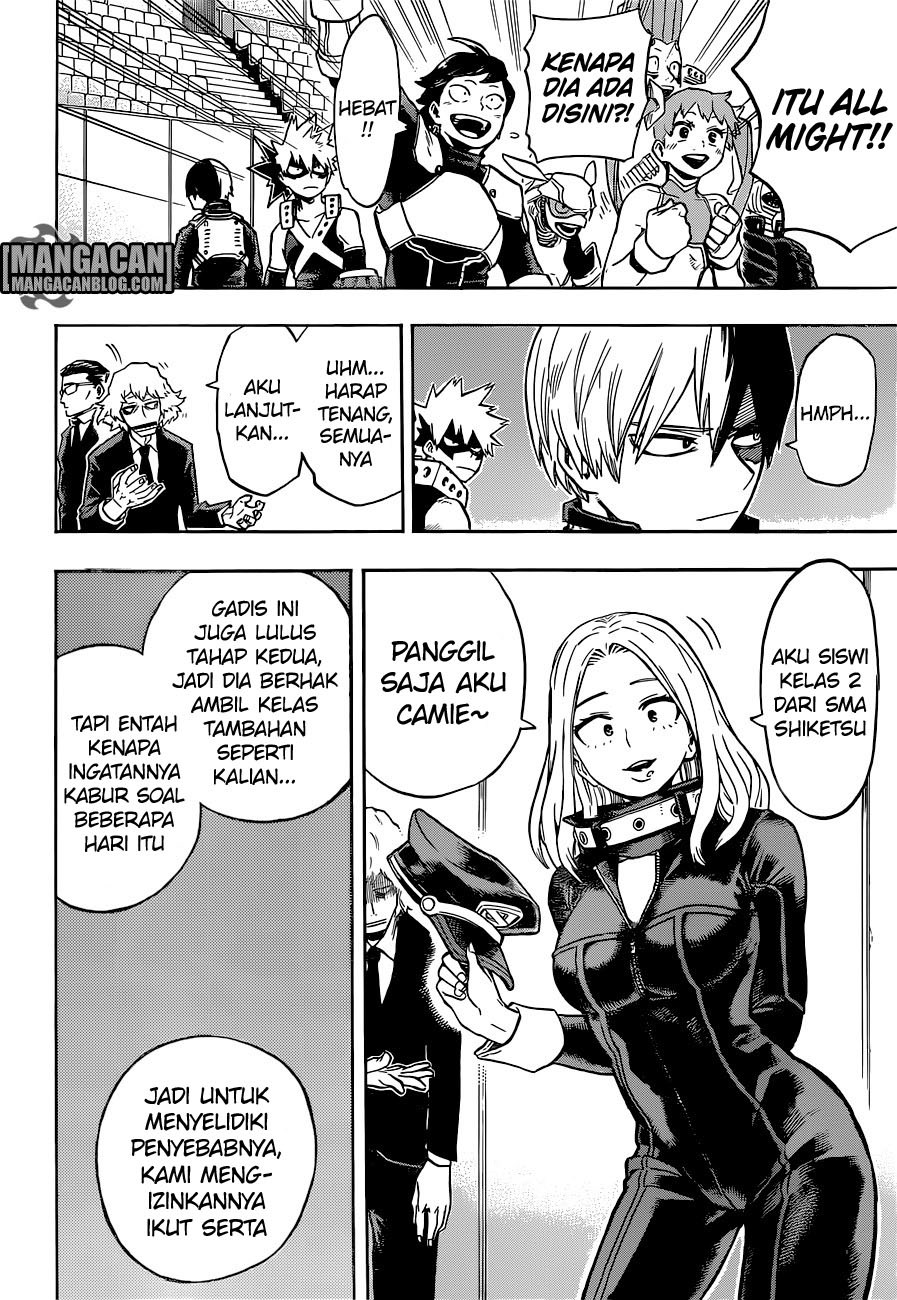 ITU ALL
MIGHT!!
KENAPA
DIA ADA
DISINI?!
HEBAT
!!
MANGACAN
MANGACANBLOG.COM
HMPH...
UHM...
HARAP
TENANG,
SEMUA-
NYA
AKU
LANJUT-
KAN...
AKU SISWI
KELAS 2
DARI SMA
SHIKETSU
PANGGIL
SAJA AKU
CAMIE~
GADIS INI
JUGA LULUS
TAHAP KEDUA,
JADI DIA BERHAK
AMBIL KELAS
TAMBAHAN
SEPERTI
KALIAN...
TAPI ENTAH
KENAPA
INGATANNYA
KABUR SOAL
BEBERAPA
HARI ITU
JADI UNTUK
MENYELIDIKI
PENYEBABNYA,
KAMI MENG-
IZINKANNYA
IKUT SERTA